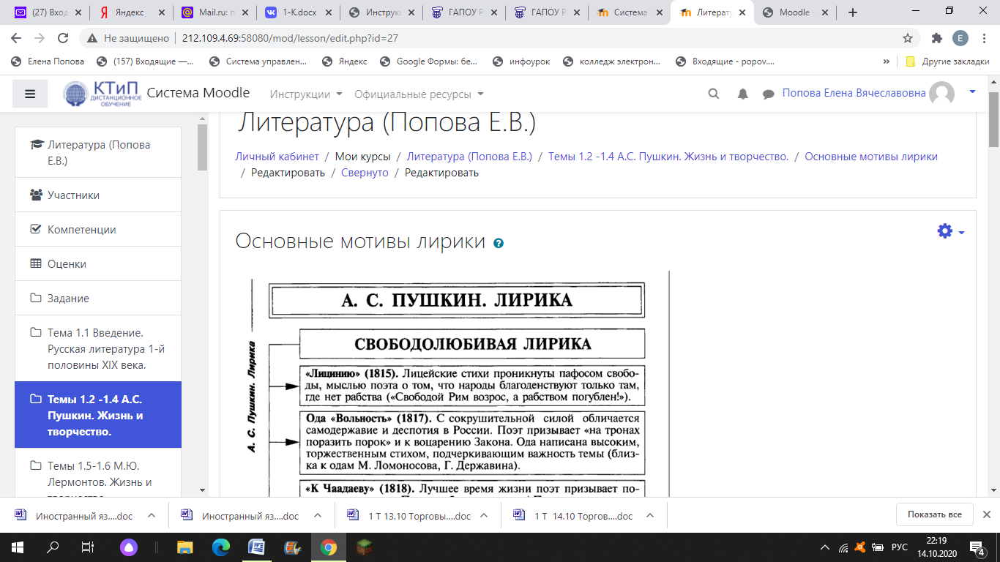 (27) Вход
Яндекс
Mail.ru: п
1-K.docx
Инструкц
ГАПОУ Р
ГАПОУ Р
Система
Литерату
Moodle -
Не защищено | 212.109.4.69:58080/mod/lesson/edit.php?id=27
E
Елена Попова
(157) Входящие —...
Система управлен...
Яндекс
Google Формы: бе...
инфоурок
колледж электрон...
Входящие - popov....
»
Другие закладки
КТиП
ДИСТАНЦИОННОЕ
ОБУЧЕНИЕ
Система Moodle
Инструкции
Официальные ресурсы
Попова Елена Вячеславовна
Литература (Попова
Е.В.)
Участники
Компетенции
Оценки
Задание
Тема 1.1 Введение.
Русская литература 1-й
половины XIX века.
Темы 1.2 -1.4 А.С.
Пушкин. Жизнь и
творчество.
Темы 1.5-1.6 М.Ю.
Лермонтов. Жизнь и
Литература (Попова Е.В.)
Личный кабинет / Мои курсы / Литература (Попова Е.В.) / Темы 1.2 -1.4 А.С. Пушкин. Жизнь и творчество. / Основные мотивы лирики
/ Редактировать / Свернуто / Редактировать
Основные мотивы лирики
А. С. Пушкин. Лирика
А. С. ПУШКИН. ЛИРИКА
СВОБОДОЛЮБИВАЯ ЛИРИКА
«Лицинию» (1815). Лицейские стихи проникнуты пафосом свобо-
ды, мыслью поэта о том, что народы благоденствуют только там,
где нет рабства («Свободой Рим возрос, а рабством погублен!»).
Ода «Вольность» (1817). С сокрушительной силой обличается
самодержавие и деспотия в России. Поэт призывает «на тронах
поразить порок» и к воцарению Закона. Ода написана высоким,
торжественным стихом, подчеркивающим важность темы (близ-
ка к одам М. Ломоносова, Г. Державина).
«К Чаадаеву» (1818). Лучшее время жизни поэт призывает по-
Иностранный яз....doc
Иностранный яз....doc
1 Т 13.10 Торговы....doc
1 Т 14.10 Торгов....doc
Показать все
РУС
22:19
14.10.2020
4